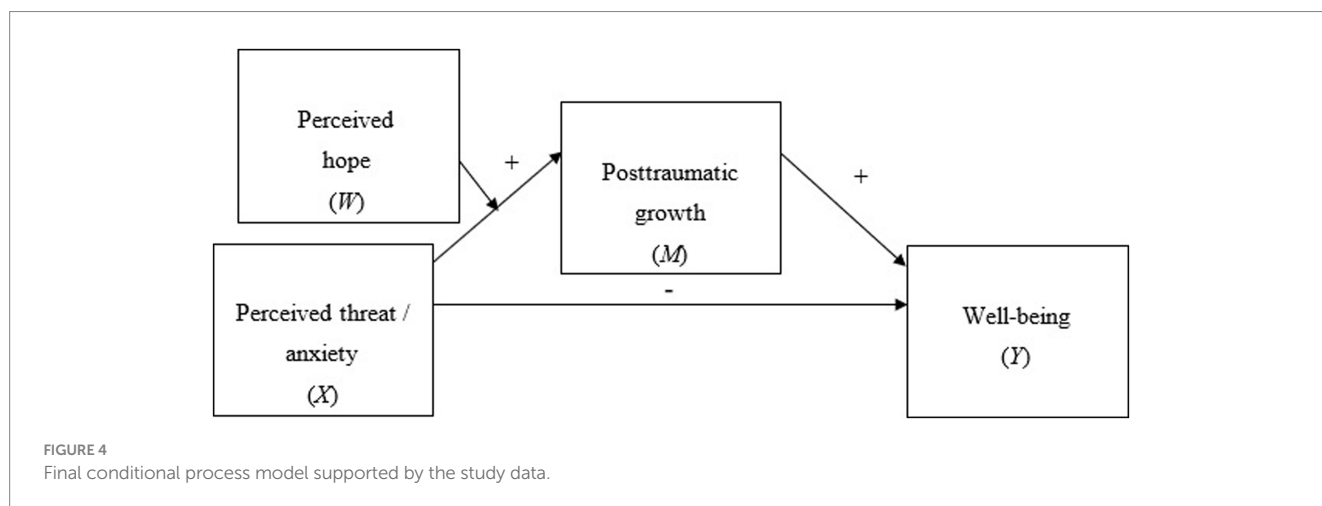 Perceived
hope
(W)
+
Posttraumatic
growth
(M)
+
Perceived threat /
anxiety
(X)
-
Well-being
(Y)
FIGURE 4
Final conditional process model supported by the study data.